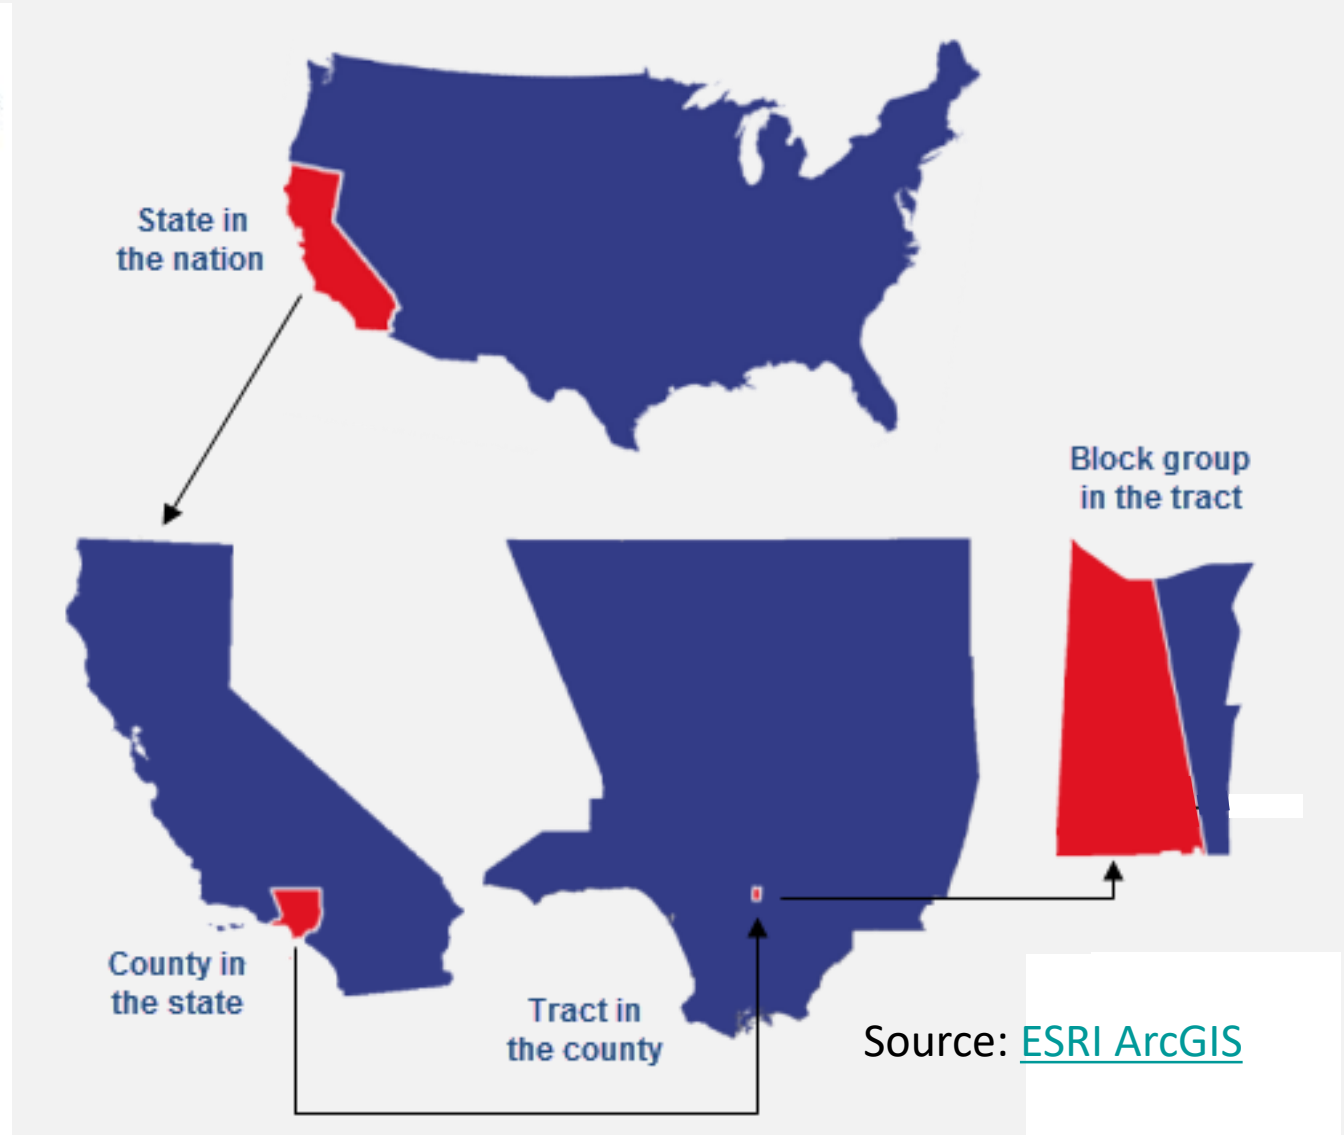 State in
the nation
Block group
in the tract
County in
the state
Tract in
the county
Source: ESRI ArcGIS